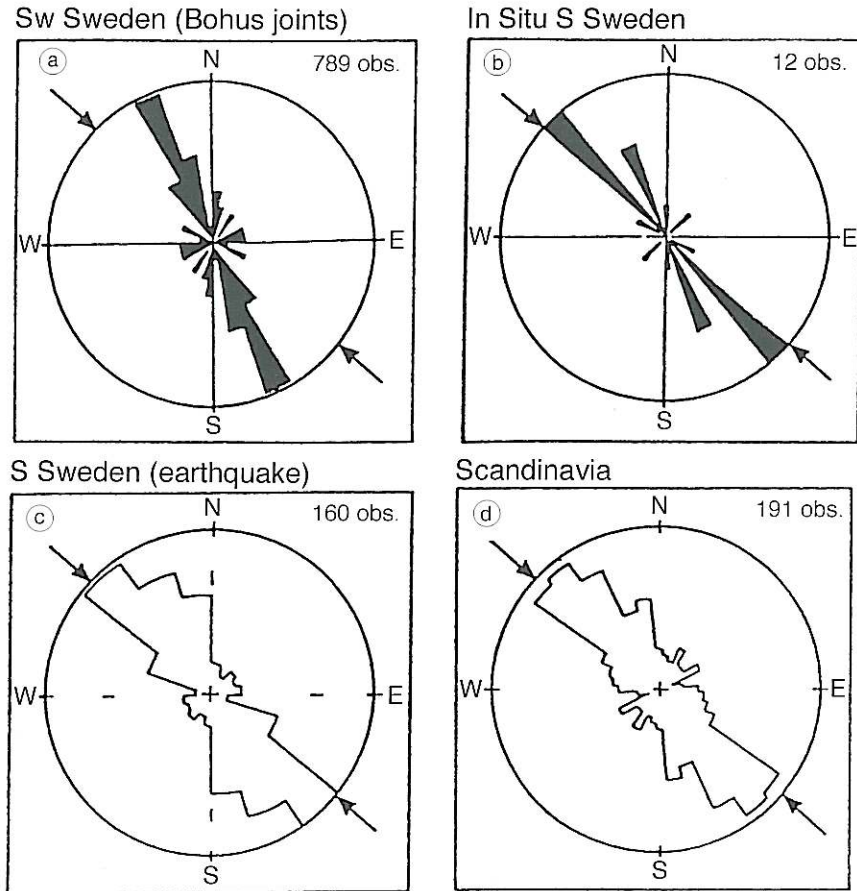 Sw Sweden (Bohus joints)
a
N
789 obs.
W
E
S
In Situ S Sweden
b
N
12 obs.
W
E
S
S Sweden (earthquake)
c
N
160 obs.
W
E
S
Scandinavia
d
N
191 obs.
W
E
S